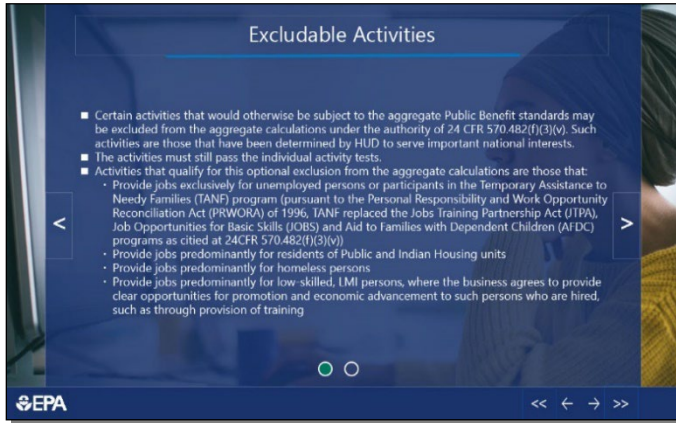 Excludable Activities
■ Certain activities that would otherwise be subject to the aggregate Public Benefit standards may
be excluded from the aggregate calculations under the authority of 24 CFR 570.482(f)(3)(v). Such
activities are those that have been determined by HUD to serve important national interests.
■ The activities must still pass the individual activity tests.
■ Activities that qualify for this optional exclusion from the aggregate calculations are those that:
• Provide jobs exclusively for unemployed persons or participants in the Temporary Assistance to
Needy Families (TANF) program (pursuant to the Personal Responsibility and Work Opportunity
Reconciliation Act (PRWORA) of 1996, TANF replaced the Jobs Training Partnership Act (JTPA),
Job Opportunities for Basic Skills (JOBS) and Aid to Families with Dependent Children (AFDC)
programs as citied at 24CFR 570.482(f)(3)(v))
• Provide jobs predominantly for residents of Public and Indian Housing units
• Provide jobs predominantly for homeless persons
• Provide jobs predominantly for low-skilled, LMI persons, where the business agrees to provide
clear opportunities for promotion and economic advancement to such persons who are hired,
such as through provision of training
< >
EPA << ← → >>